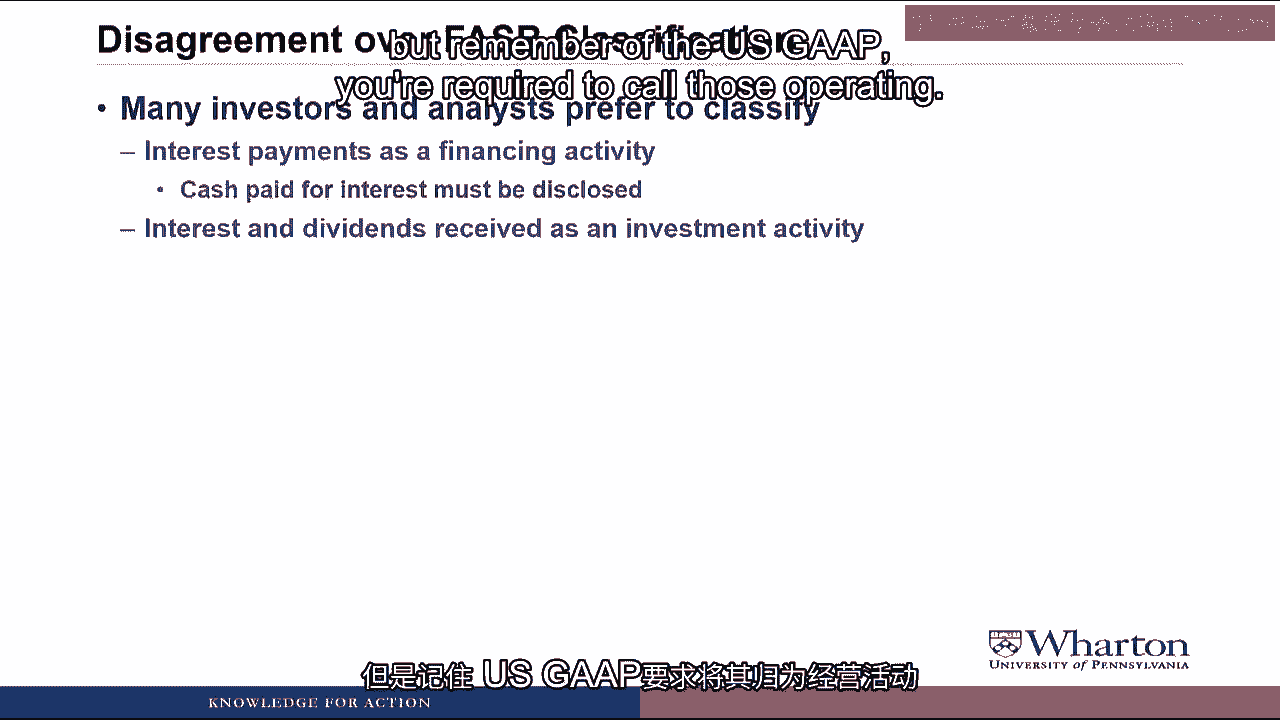 Disagreement over FASB Classification
but remember of the US GAAP,
you're required to call those operating.
• Many investors and analysts prefer to classify
– Interest payments as a financing activity
• Cash paid for interest must be disclosed
– Interest and dividends received as an investment activity
Wharton
UNIVERSITY of PENNSYLVANIA
但是记住 US GAAP要求将其归为经营活动
KNOWLEDGE FOR ACTION